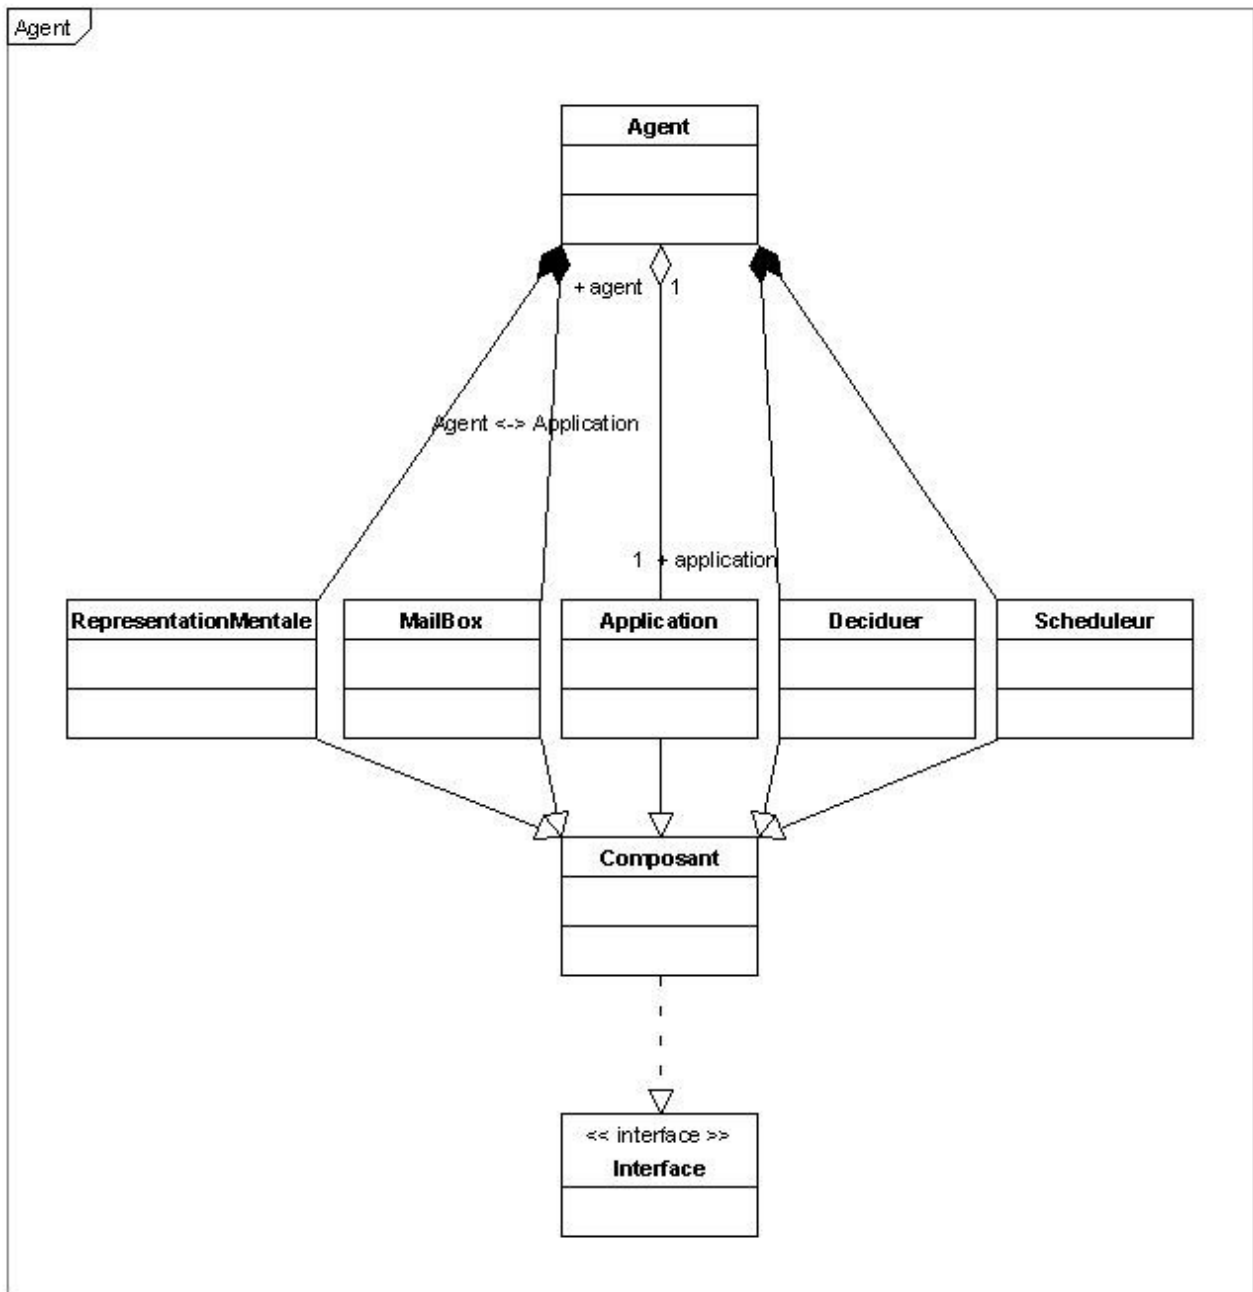 Agent
Agent
+ agent 1
Agent <-> Application
1 + application
RepresentationMentale
MailBox
Application
Deciduer
Scheduleur
Composant
<< interface >>
Interface